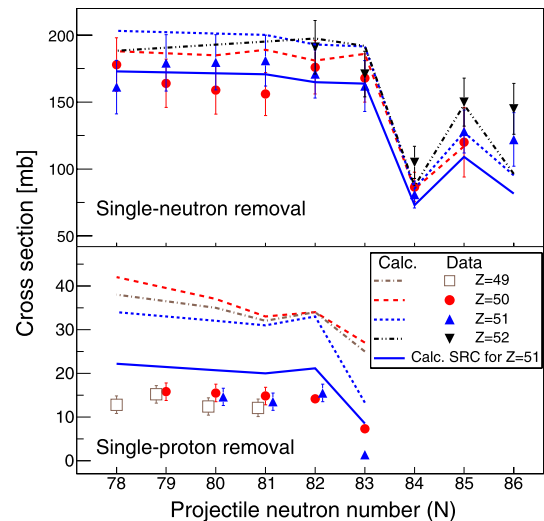 Cross section [mb]
200
150
100
50
Single-neutron removal
40
30
20
10
0
Single-proton removal
Calc. Data
Z=49
Z=50
Z=51
Z=52
Calc. SRC for Z=51
78 79 80 81 82 83 84 85 86
Projectile neutron number (N)